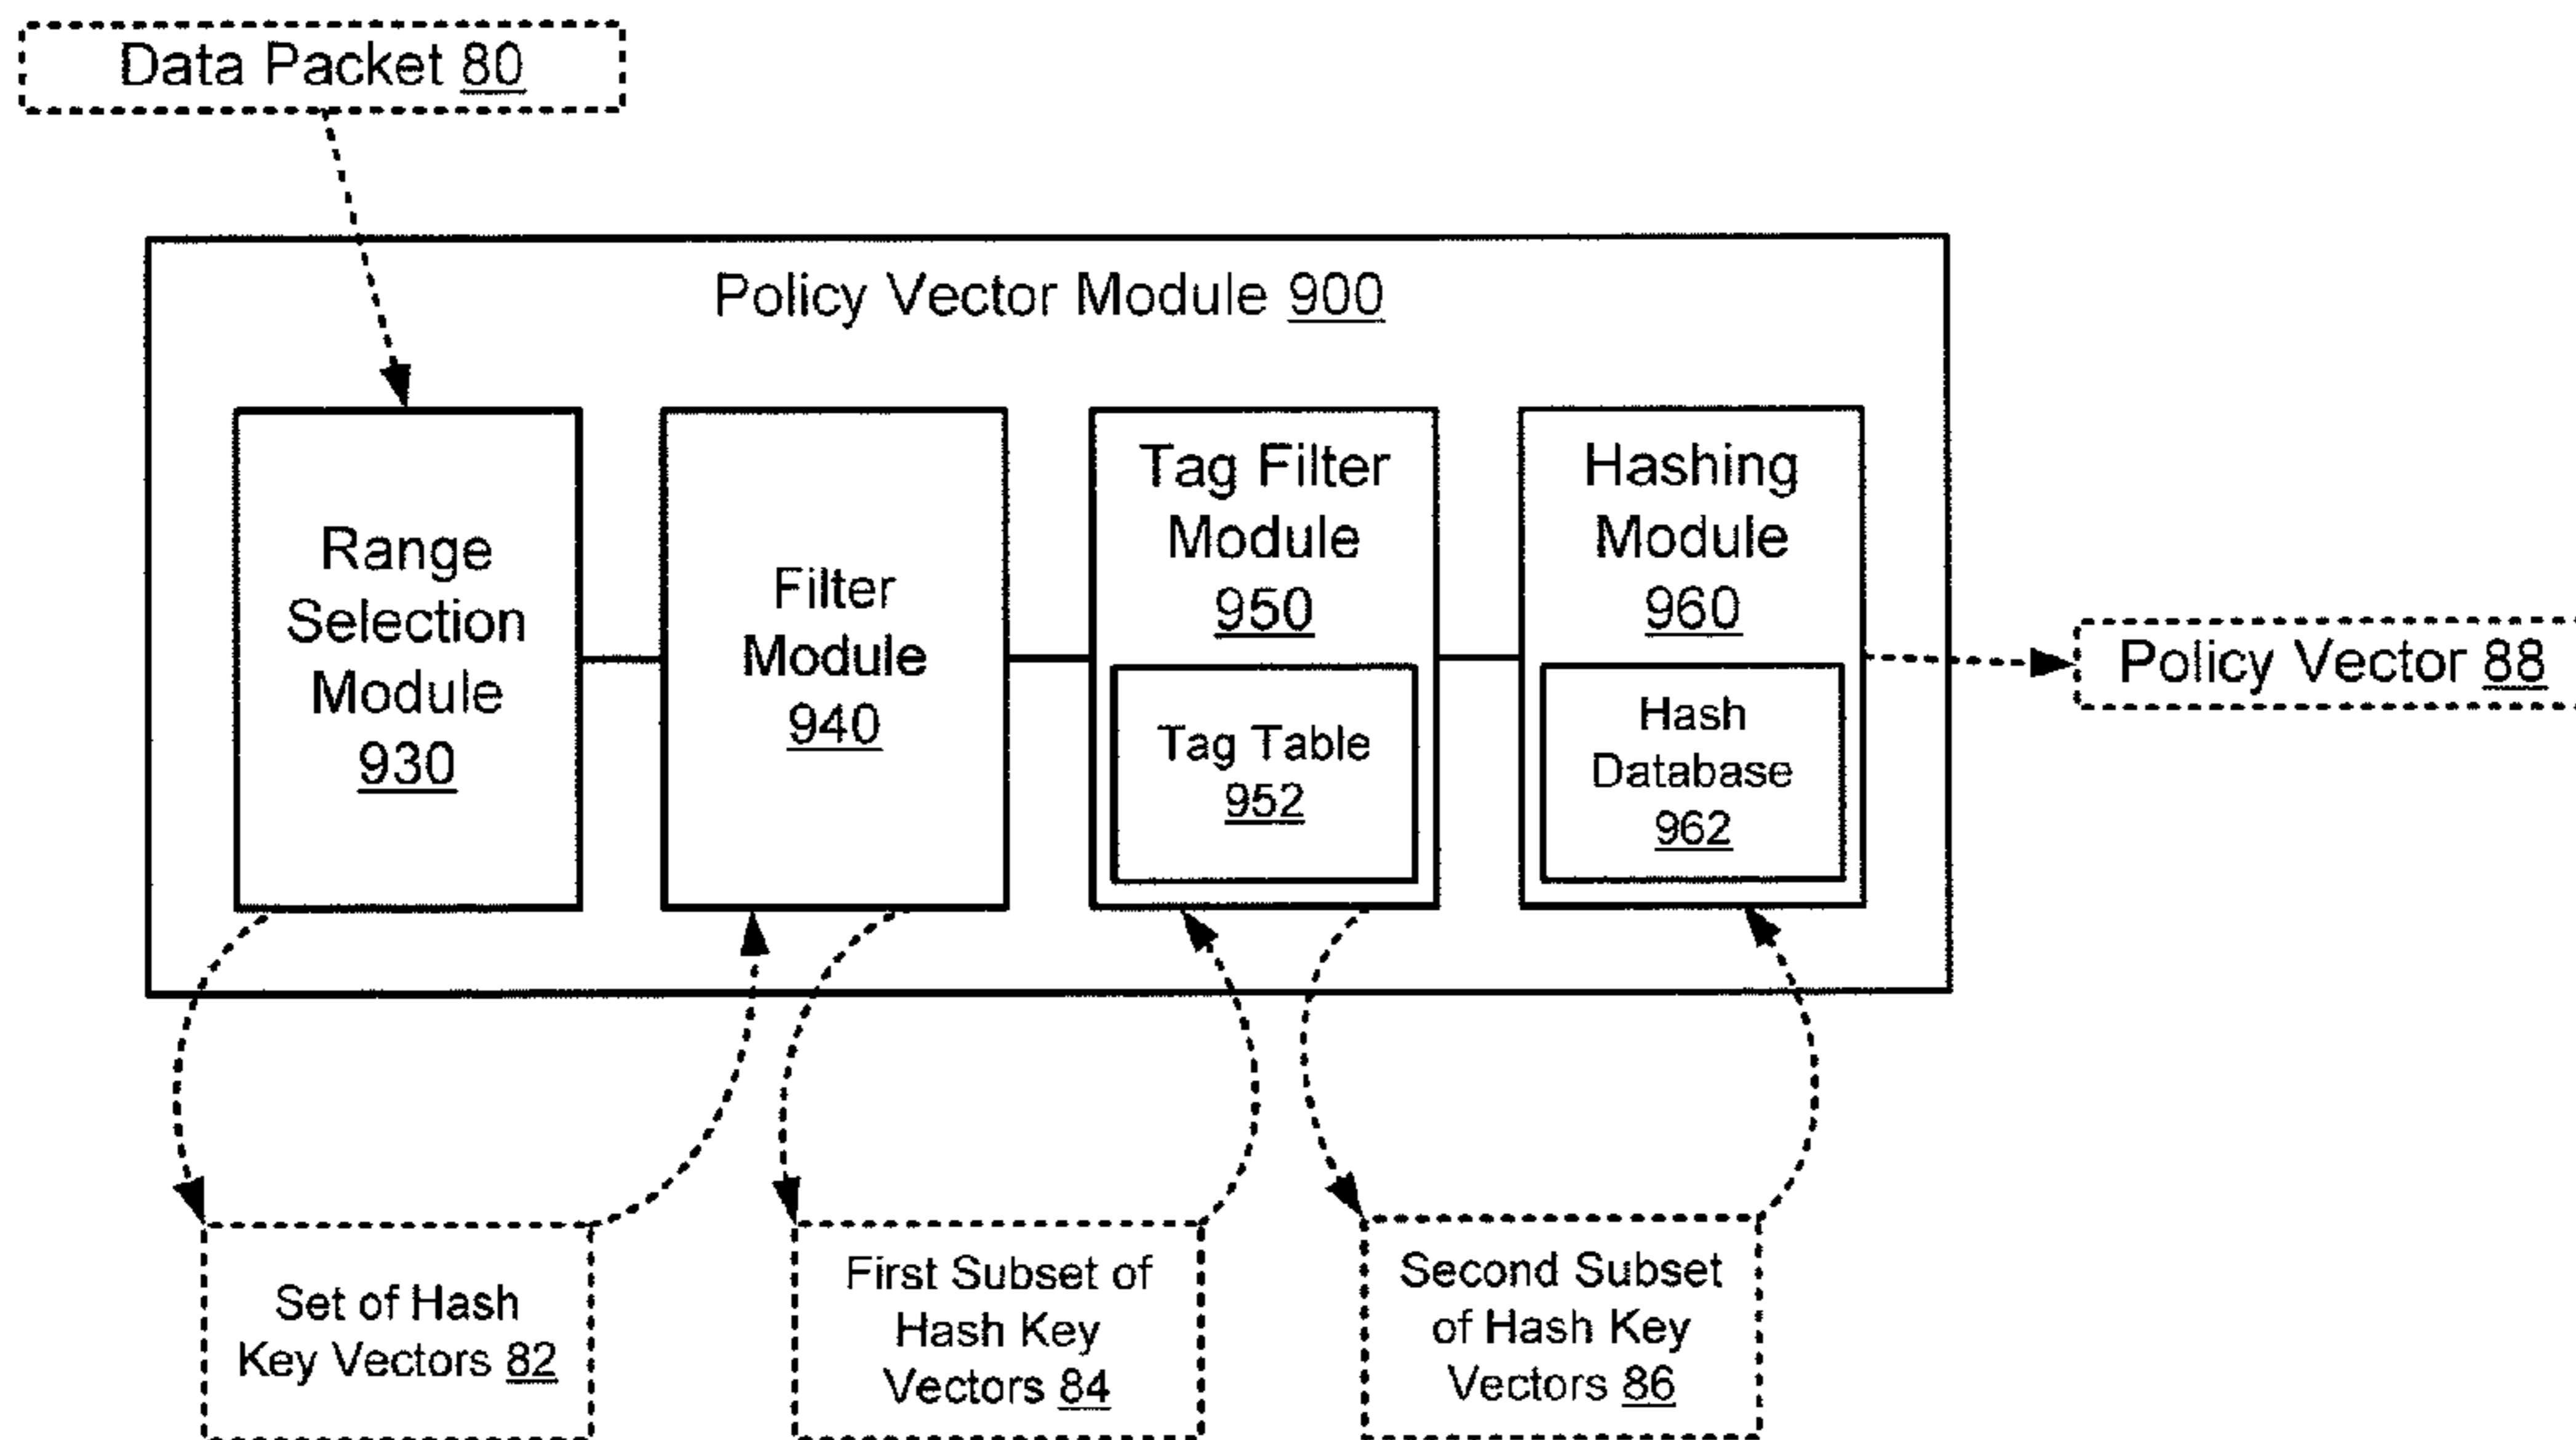 Data Packet 80
Policy Vector Module 900
Range
Selection
Module
930
Filter
Module
940
Tag Filter
Module
950
Tag Table
952
Hashing
Module
960
Hash
Database
962
Policy Vector 88
Set of Hash
Key Vectors 82
First Subset of
Hash Key
Vectors 84
Second Subset
of Hash Key
Vectors 86